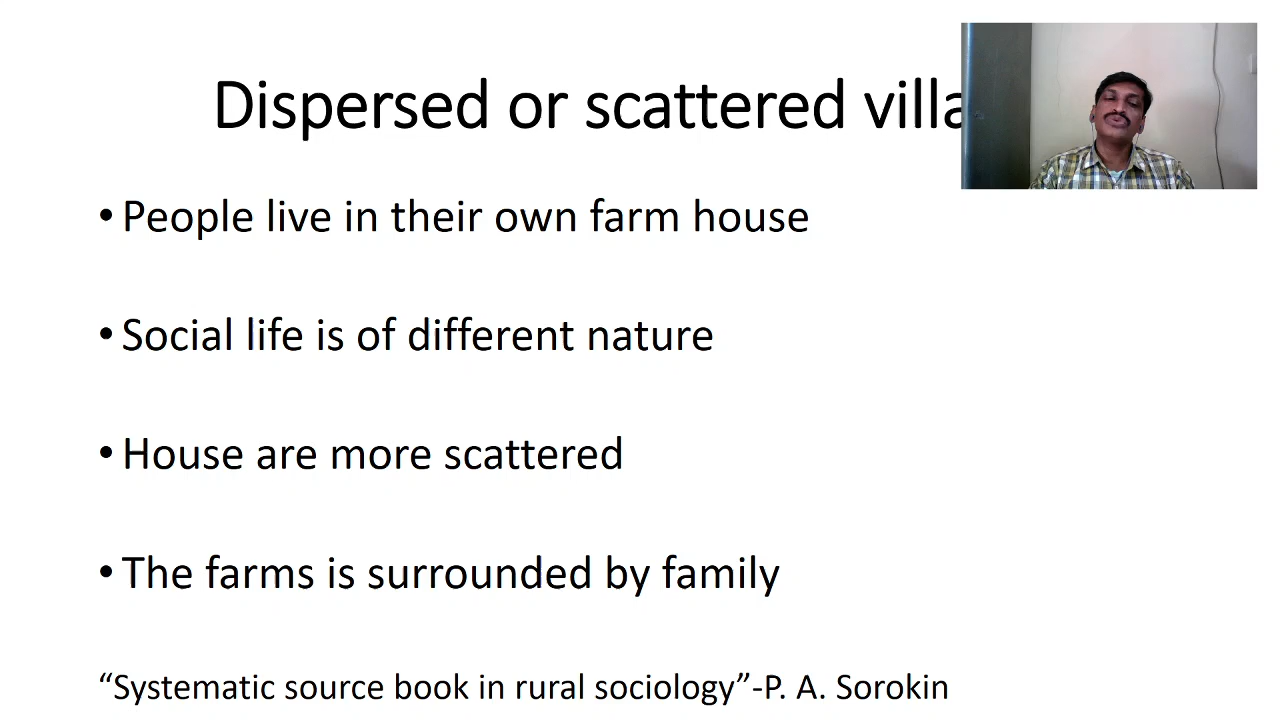 Dispersed or scattered
• People live in their own farm house
• Social life is of different nature
• House are more scattered
• The farms is surrounded by family
“Systematic source book in rural sociology”-P. A. Sorokin